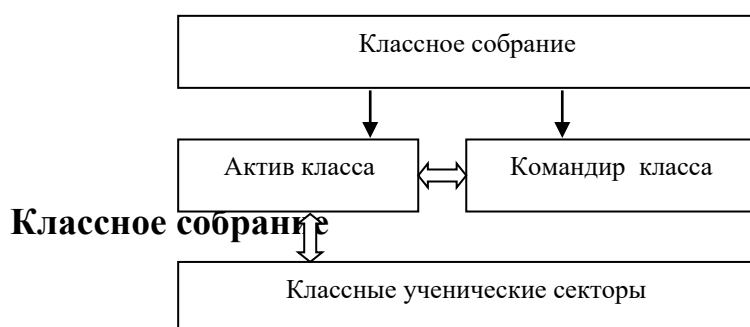 Классное собрание
Актив класса
Командир класса
Классное собрание
Классные ученические секторы